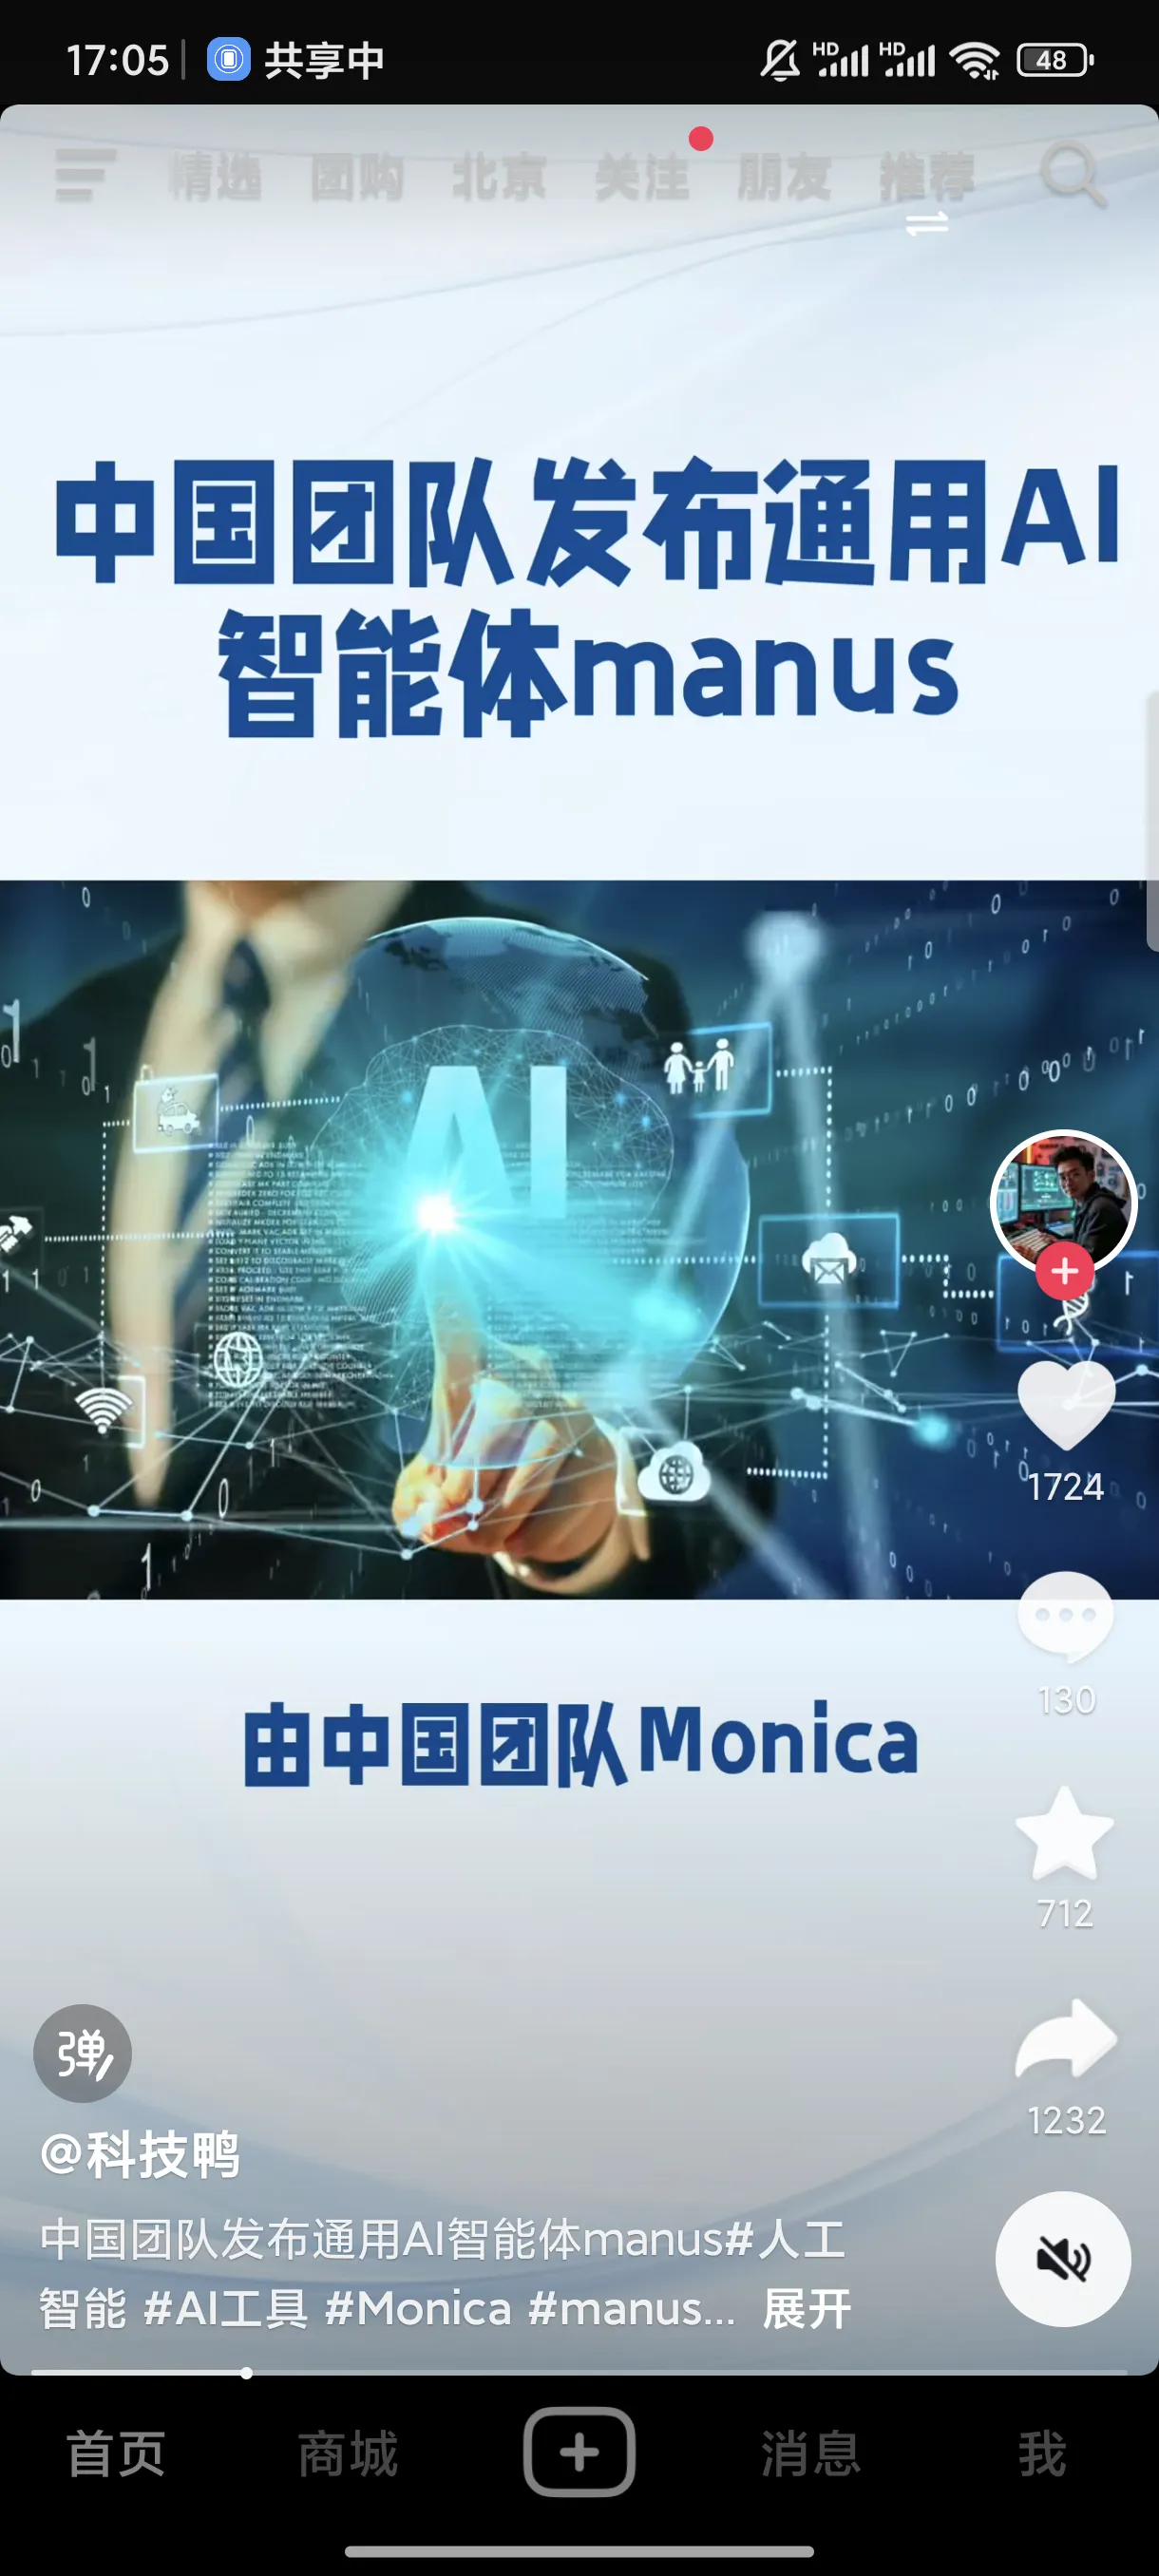 17:05
共享中
HD HD
48
精选 团购 北京 关注 朋友 推荐
中国团队发布通用AI
智能体manus
AI
1724
130
由中国团队Monica
712
1232
弹
@科技鸭
中国团队发布通用AI智能体manus#人工
智能 #AI工具 #Monica #manus... 展开
首页 商城 消息 我